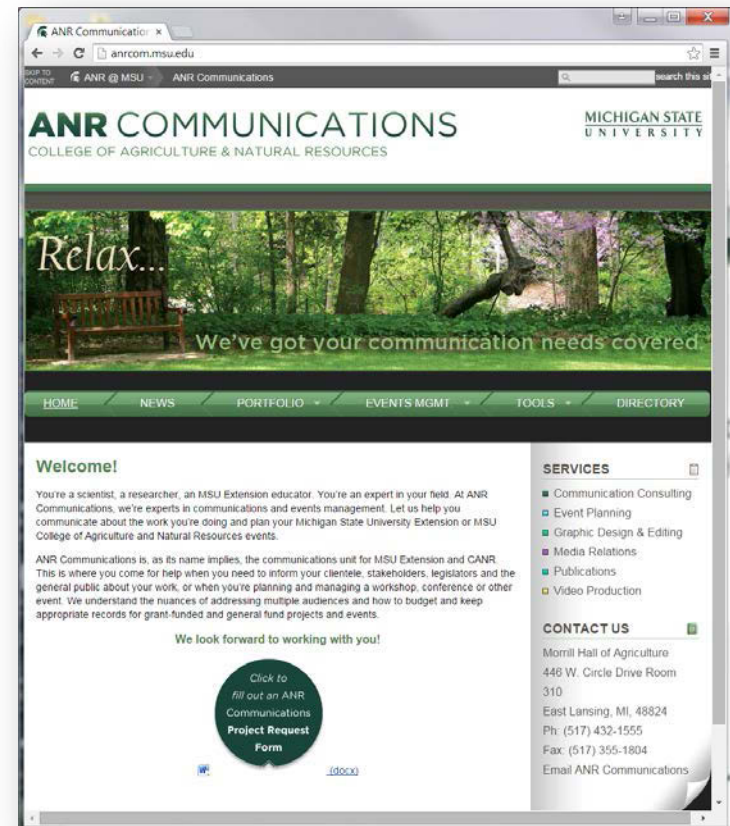 ANR Communication
anrcom.msu.edu
SKIP TO
CONTENT
ANR @ MSU
ANR Communications
search this sit
ANR COMMUNICATIONS
COLLEGE OF AGRICULTURE & NATURAL RESOURCES
MICHIGAN STATE
UNIVERSITY
Relax...
We've got your communication needs covered
HOME
NEWS
PORTFOLIO
EVENTS MGMT
TOOLS
DIRECTORY
Welcome!
You're a scientist, a researcher, an MSU Extension educator. You're an expert in your field. At ANR
Communications, we're experts in communications and events management. Let us help you
communicate about the work you're doing and plan your Michigan State University Extension or MSU
College of Agriculture and Natural Resources events.
ANR Communications is, as its name implies, the communications unit for MSU Extension and CANR.
This is where you come for help when you need to inform your clientele, stakeholders, legislators and the
general public about your work, or when you're planning and managing a workshop, conference or other
event. We understand the nuances of addressing multiple audiences and how to budget and keep
appropriate records for grant-funded and general fund projects and events.
We look forward to working with you!
Click to
fill out an ANR
Communications
Project Request
Form
(docx)
SERVICES
Communication Consulting
Event Planning
Graphic Design & Editing
Media Relations
Publications
Video Production
CONTACT US
Morrill Hall of Agriculture
446 W. Circle Drive Room
310
East Lansing, MI, 48824
Ph: (517) 432-1555
Fax: (517) 355-1804
Email ANR Communications